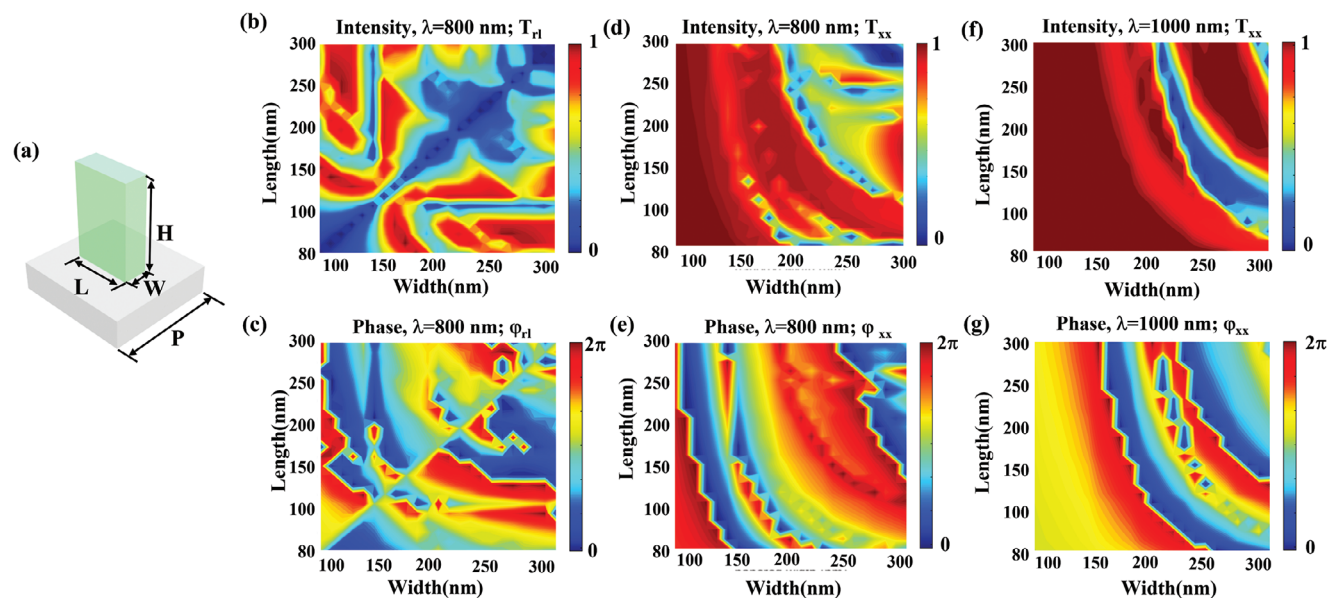 (a)
H
L
W
P
(b)
Intensity, λ=800 nm; T_rl
300
250
200
150
100
80
Length(nm)
100 150 200 250 300
Width(nm)
1
0
(c)
Phase, λ=800 nm; φ_rl
300
250
200
150
100
80
Length(nm)
100 150 200 250 300
Width(nm)
2π
0
(d)
Intensity, λ=800 nm; T_xx
300
250
200
150
100
80
Length(nm)
100 150 200 250 300
Width(nm)
1
0
(e)
Phase, λ=800 nm; φ_xx
300
250
200
150
100
80
Length(nm)
100 150 200 250 300
Width(nm)
2π
0
(f)
Intensity, λ=1000 nm; T_xx
300
250
200
150
100
80
Length(nm)
100 150 200 250 300
Width(nm)
1
0
(g)
Phase, λ=1000 nm; φ_xx
300
250
200
150
100
80
Length(nm)
100 150 200 250 300
Width(nm)
2π
0